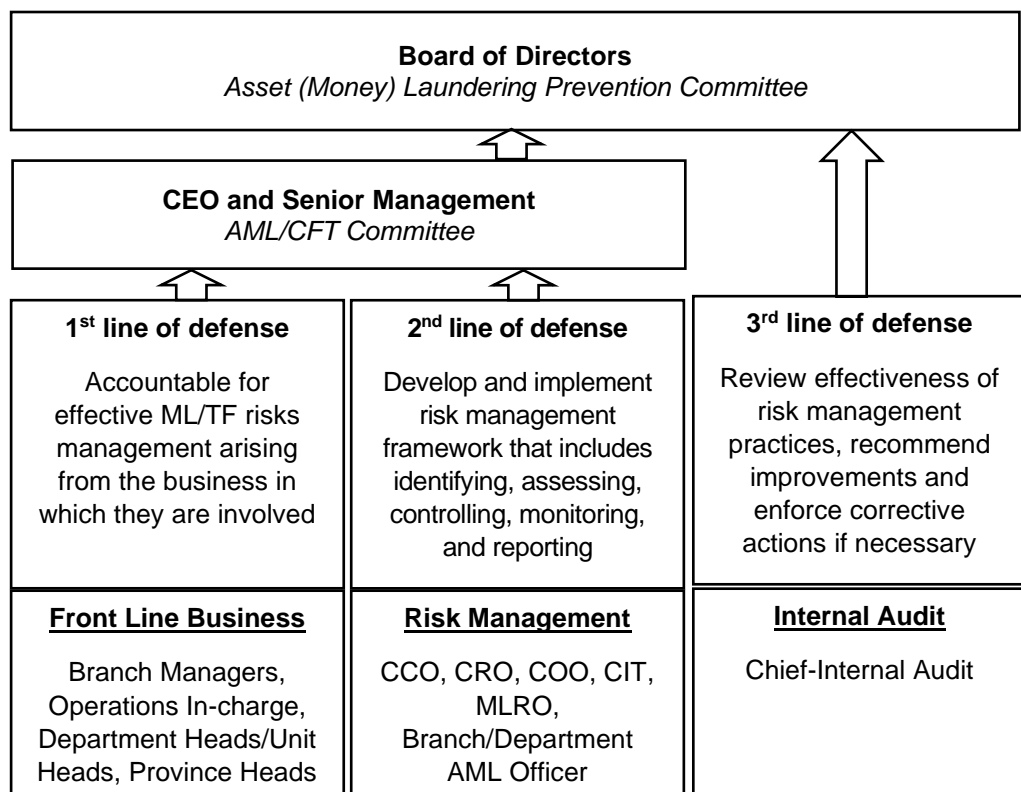 Board of Directors
Asset (Money) Laundering Prevention Committee
CEO and Senior Management
AML/CFT Committee
1st line of defense
Accountable for
effective ML/TF risks
management arising
from the business in
which they are involved
Front Line Business
Branch Managers,
Operations In-charge,
Department Heads/Unit
Heads, Province Heads
2nd line of defense
Develop and implement
risk management
framework that includes
identifying, assessing,
controlling, monitoring,
and reporting
Risk Management
CCO, CRO, COO, CIT,
MLRO,
Branch/Department
AML Officer
3rd line of defense
Review effectiveness of
risk management
practices, recommend
improvements and
enforce corrective
actions if necessary
Internal Audit
Chief-Internal Audit